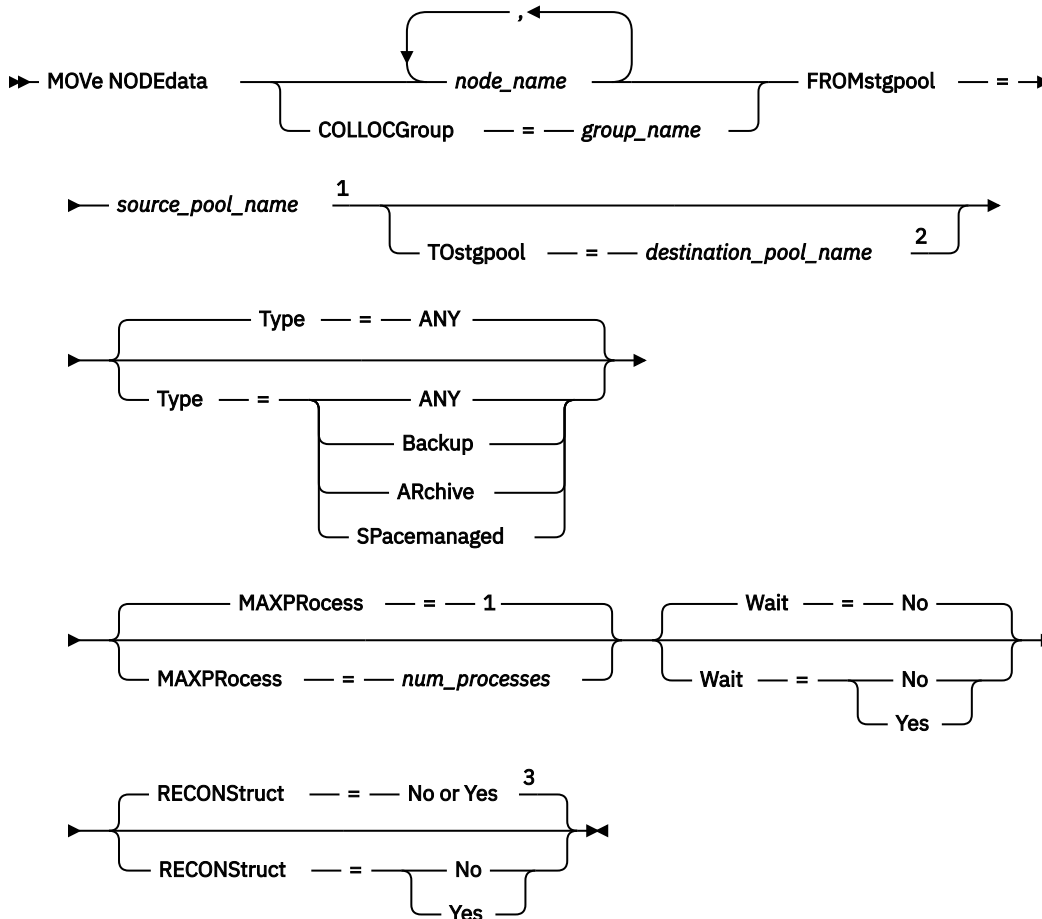 ,
MOVe NODEdata node_name FROMstgpool =
COLLOCGroup = group_name
source_pool_name 1
TOstgpool = destination_pool_name 2
Type = ANY
Type = ANY
Backup
ARchive
SPacemanaged
MAXPRocess = 1 Wait = No
MAXPRocess = num_processes Wait = No
Yes
RECONStruct = No or Yes 3
RECONStruct = No
Yes